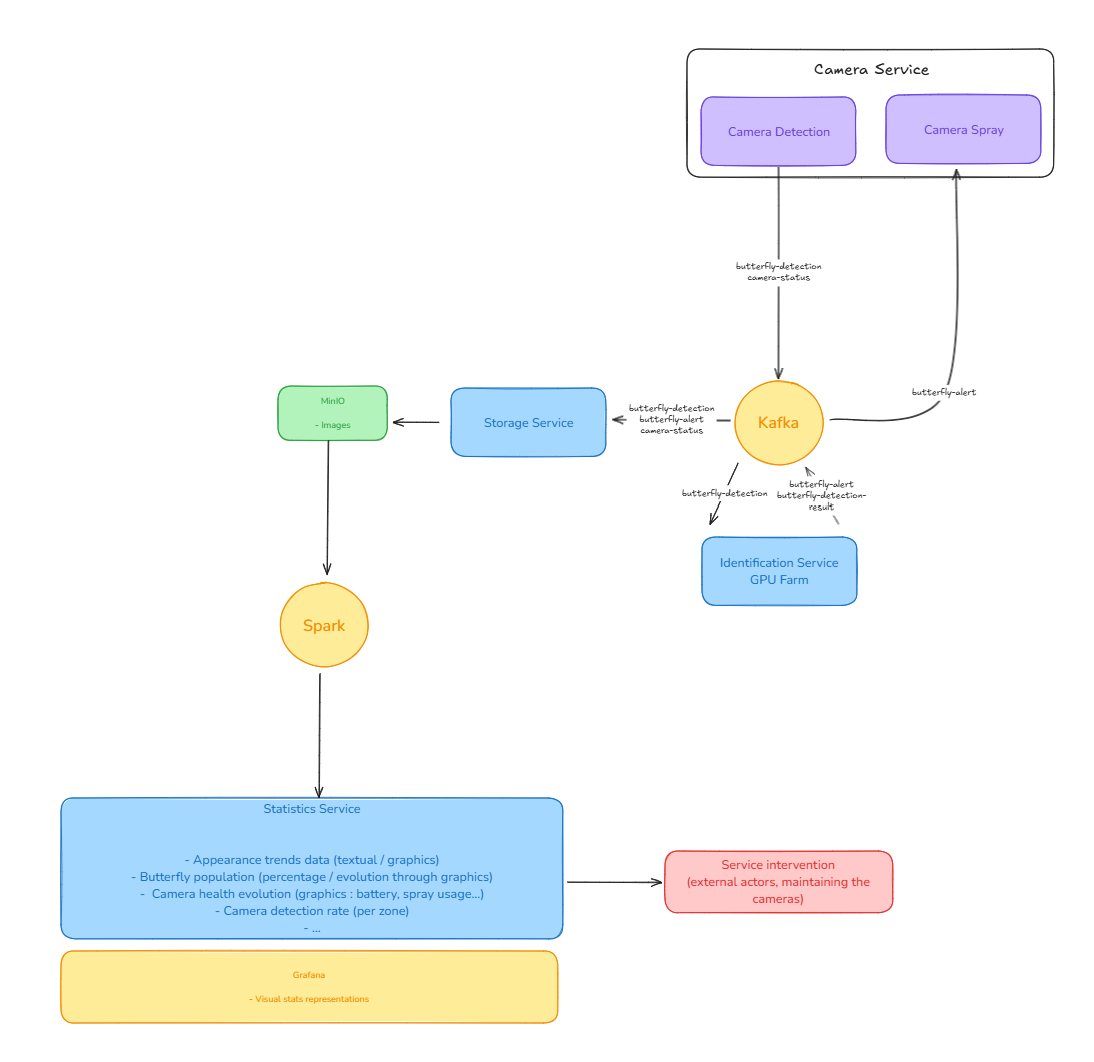 Camera Service
Camera Detection
Camera Spray
butterfly-detection
camera-status
butterfly-alert
MinIO
- Images
Storage Service
butterfly-detection
butterfly-alert
camera-status
Kafka
butterfly-detection
butterfly-alert
butterfly-detection-
result
Identification Service
GPU Farm
Spark
Statistics Service
- Appearance trends data (textual / graphics)
- Butterfly population (percentage / evolution through graphics)
- Camera health evolution (graphics : battery, spray usage...)
- Camera detection rate (per zone)
- ...
Service intervention
(external actors, maintaining the
cameras)
Grafana
- Visual stats representations